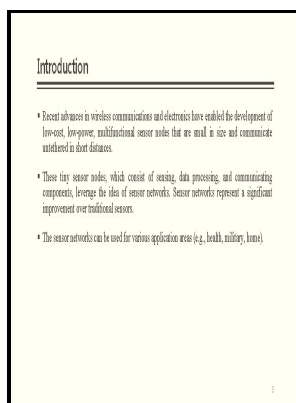 Introduction
▪ Recent advances in wireless communications and electronics have enabled the development of
low-cost, low-power, multifunctional sensor nodes that are small in size and communicate
untethered in short distances.
▪ These tiny sensor nodes, which consist of sensing, data processing, and communicating
components, leverage the idea of sensor networks. Sensor networks represent a significant
improvement over traditional sensors.
▪ The sensor networks can be used for various application areas (e.g., health, military, home).